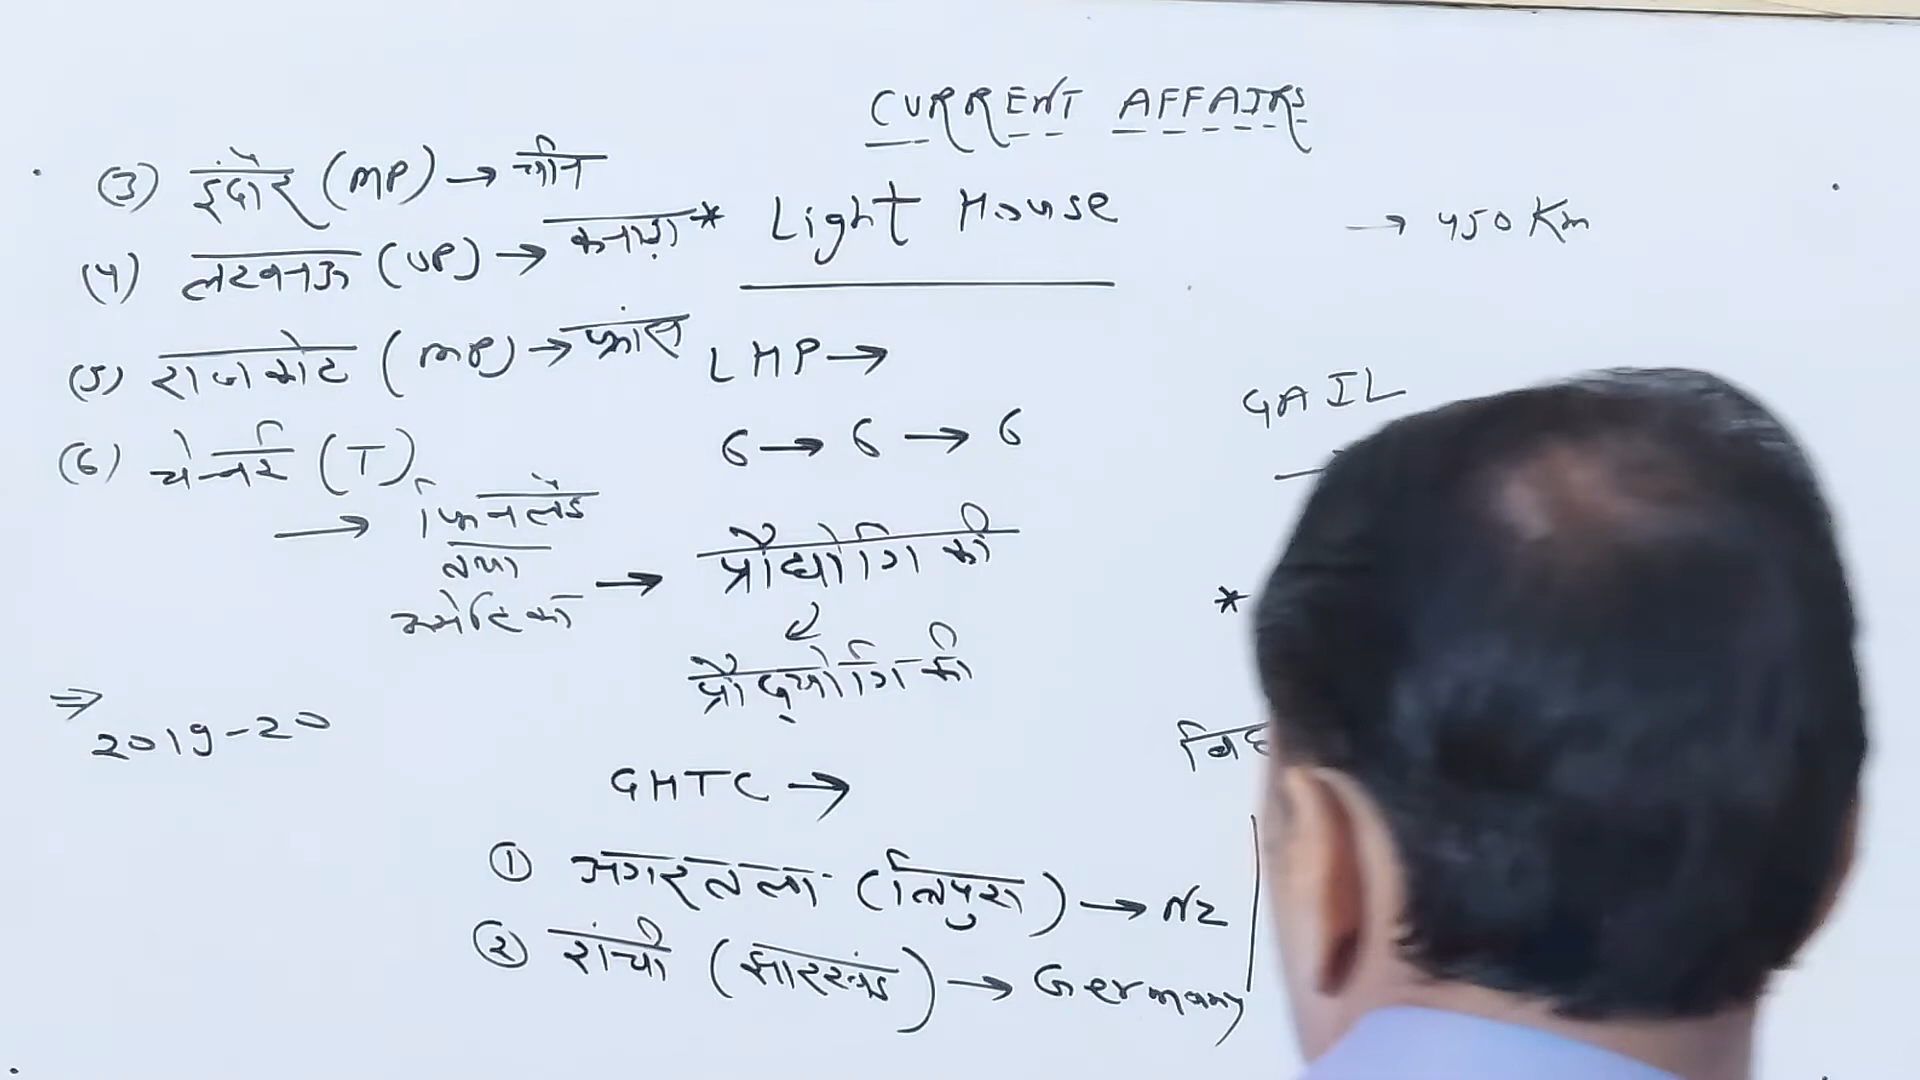 CURRENT AFFAIRS
(3) इंदौर (MP) → चीन
(4) लखनऊ (UP) → कनाड़ा
(5) राजकोट (MP) → फ्रांस
(6) चेन्नई (T)
→ फिनलैंड
तथा
अमेरिका
⇒ 2019-20
* Light House
LHP →
6 → 6 → 6
→ प्रौद्योगिकी
प्रौद्योगिकी
GHTC →
① अगरतला (त्रिपुरा) → NZ
② रांची (झारखंड) → Germany
→ 450 Km
GAIL
*